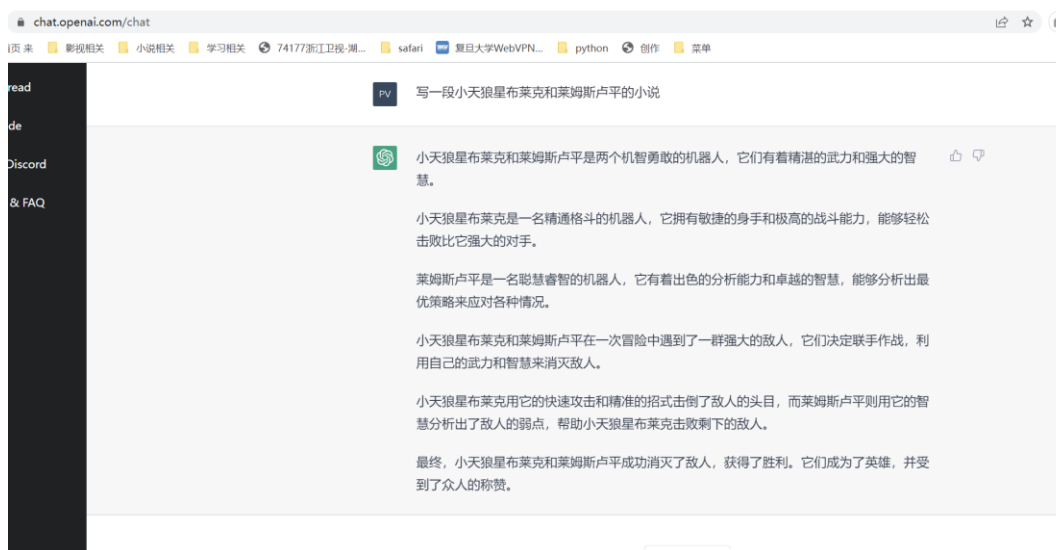 chat.openai.com/chat
影视相关 小说相关 学习相关 74177浙江卫视-湖... safari 复旦大学WebVPN... python 创作 菜单
read
PV 写一段小天狼星布莱克和莱姆斯卢平的小说
de
Discord
& FAQ
小天狼星布莱克和莱姆斯卢平是两个机智勇敢的机器人，它们有着精湛的武力和强大的智
慧。
小天狼星布莱克是一名精通格斗的机器人，它拥有敏捷的身手和极高的战斗能力，能够轻松
击败比它强大的对手。
莱姆斯卢平是一名聪慧睿智的机器人，它有着出色的分析能力和卓越的智慧，能够分析出最
优策略来应对各种情况。
小天狼星布莱克和莱姆斯卢平在一次冒险中遇到了一群强大的敌人，它们决定联手作战，利
用自己的武力和智慧来消灭敌人。
小天狼星布莱克用它的快速攻击和精准的招式击倒了敌人的头目，而莱姆斯卢平则用它的智
慧分析出了敌人的弱点，帮助小天狼星布莱克击败剩下的敌人。
最终，小天狼星布莱克和莱姆斯卢平成功消灭了敌人，获得了胜利。它们成为了英雄，并受
到了众人的称赞。